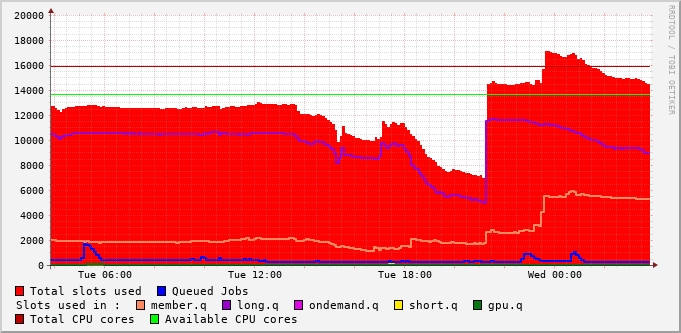 20000
18000
16000
14000
12000
10000
8000
6000
4000
2000
0
Tue 06:00 Tue 12:00 Tue 18:00 Wed 00:00
RRDTOOL / TOBI OETIKER
Total slots used Queued Jobs
Slots used in : member.q long.q ondemand.q short.q gpu.q
Total CPU cores Available CPU cores